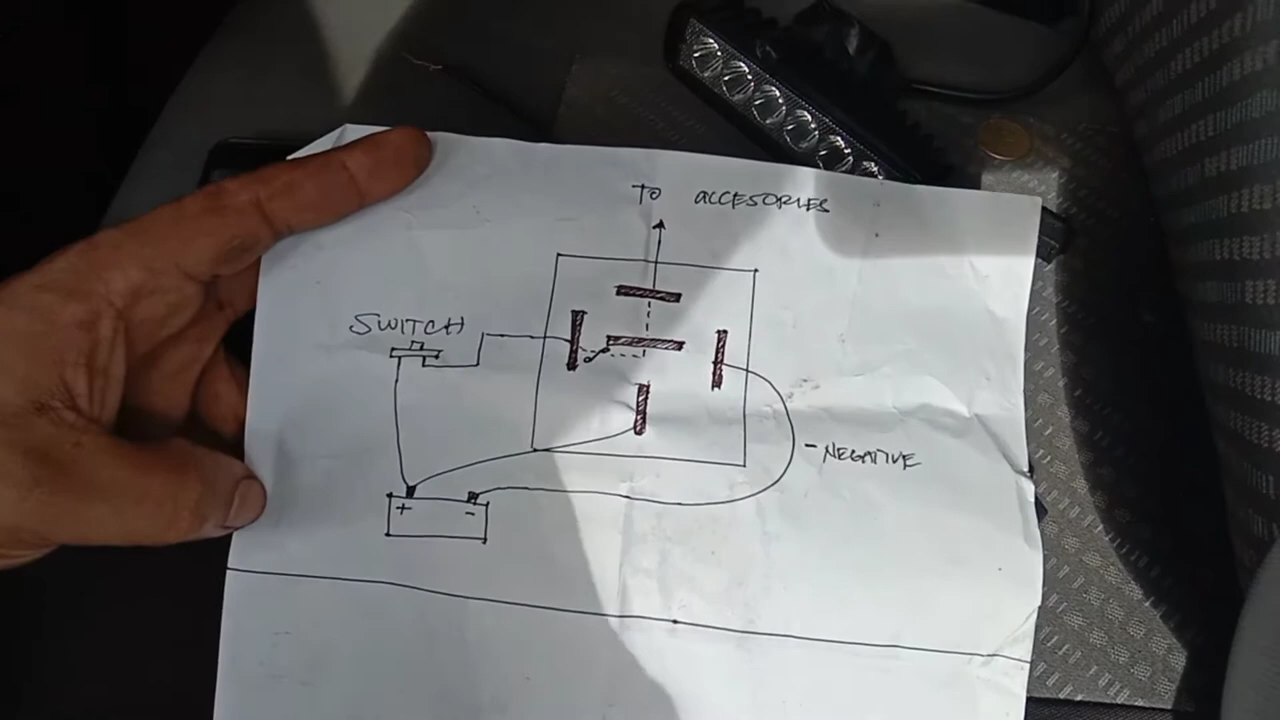 TO ACCESORIES
SWITCH
- NEGATIVE
+ -